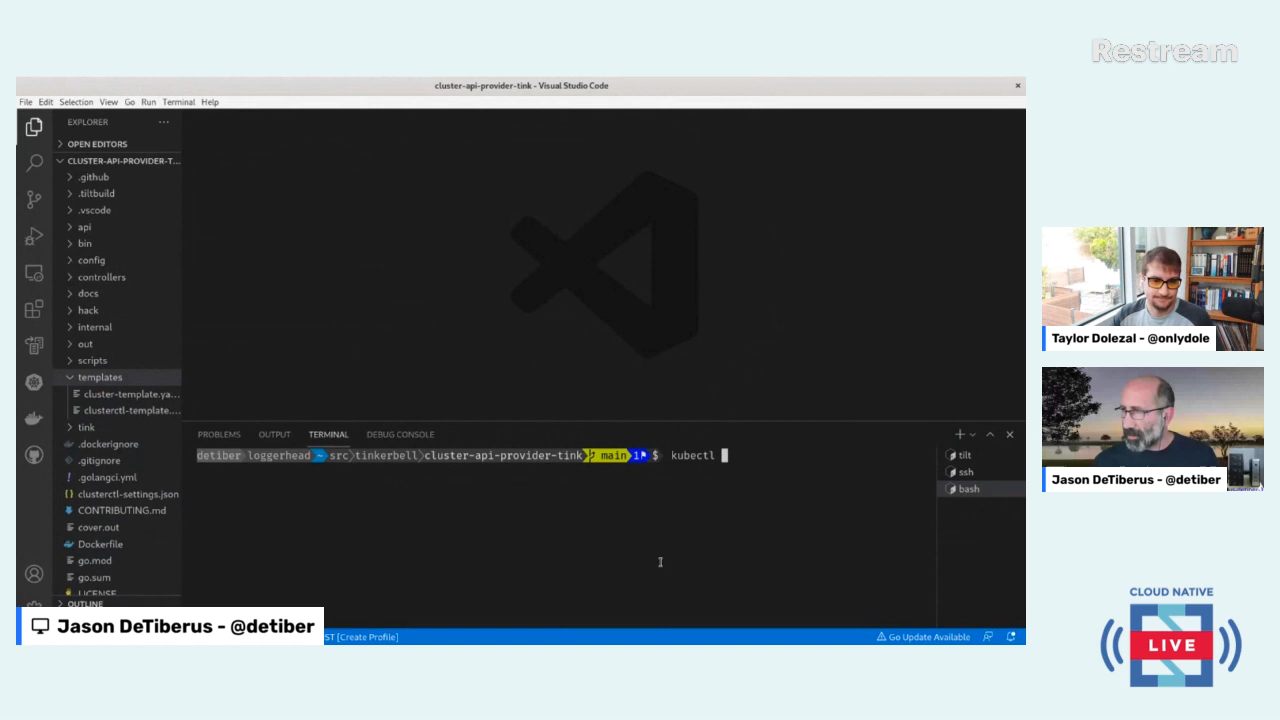 Restream
cluster-api-provider-tink - Visual Studio Code
File Edit Selection View Go Run Terminal Help
EXPLORER
OPEN EDITORS
CLUSTER-API-PROVIDER-T...
.github
.tiltbuild
.vscode
api
bin
config
controllers
docs
hack
internal
out
scripts
templates
cluster-template.ya...
clusterctl-template....
tink
.dockerignore
.gitignore
.golangci.yml
clusterctl-settings.json
CONTRIBUTING.md
cover.out
Dockerfile
go.mod
go.sum
LICENSE
OUTLINE
PROBLEMS OUTPUT TERMINAL DEBUG CONSOLE
detiber loggerhead ~ src tinkerbell cluster-api-provider-tink main 1 $ kubectl
tilt
ssh
bash
ST [Create Profile]
Go Update Available
Jason DeTiberus - @detiber
Taylor Dolezal - @onlydole
Jason DeTiberus - @detiber
CLOUD NATIVE
LIVE